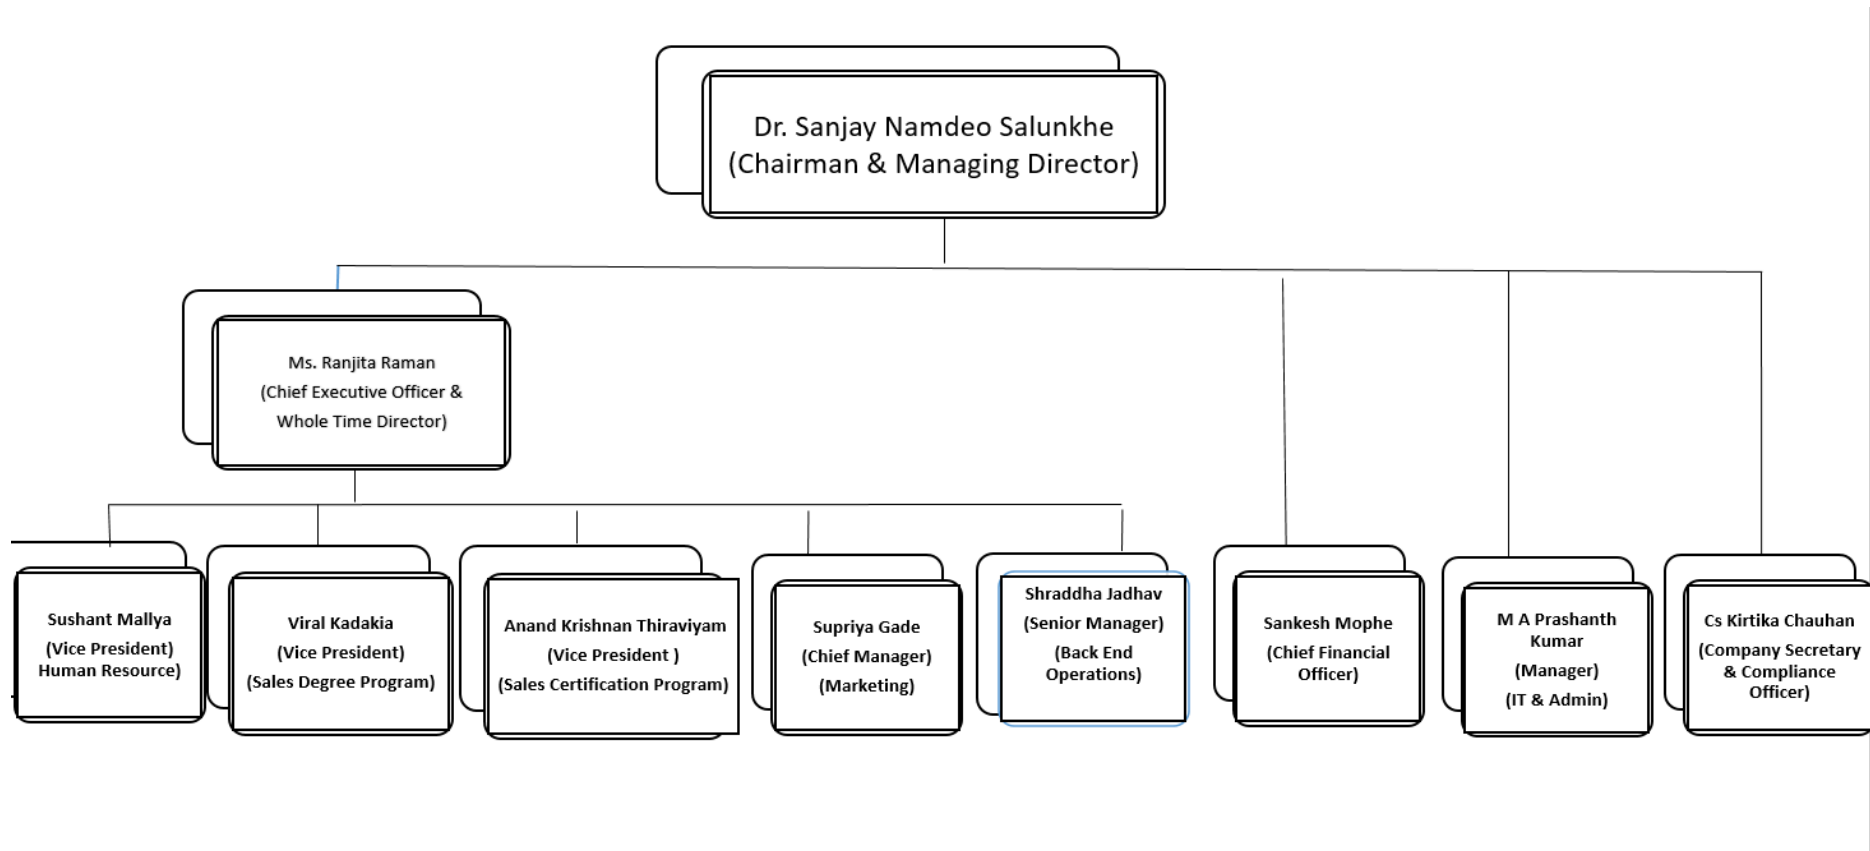 Dr. Sanjay Namdeo Salunkhe
(Chairman & Managing Director)
Ms. Ranjita Raman
(Chief Executive Officer &
Whole Time Director)
Sushant Mallya
(Vice President)
Human Resource)
Viral Kadakia
(Vice President)
(Sales Degree Program)
Anand Krishnan Thiraviyam
(Vice President )
(Sales Certification Program)
Supriya Gade
(Chief Manager)
(Marketing)
Shraddha Jadhav
(Senior Manager)
(Back End
Operations)
Sankesh Mophe
(Chief Financial
Officer)
M A Prashanth
Kumar
(Manager)
(IT & Admin)
Cs Kirtika Chauhan
(Company Secretary
& Compliance
Officer)